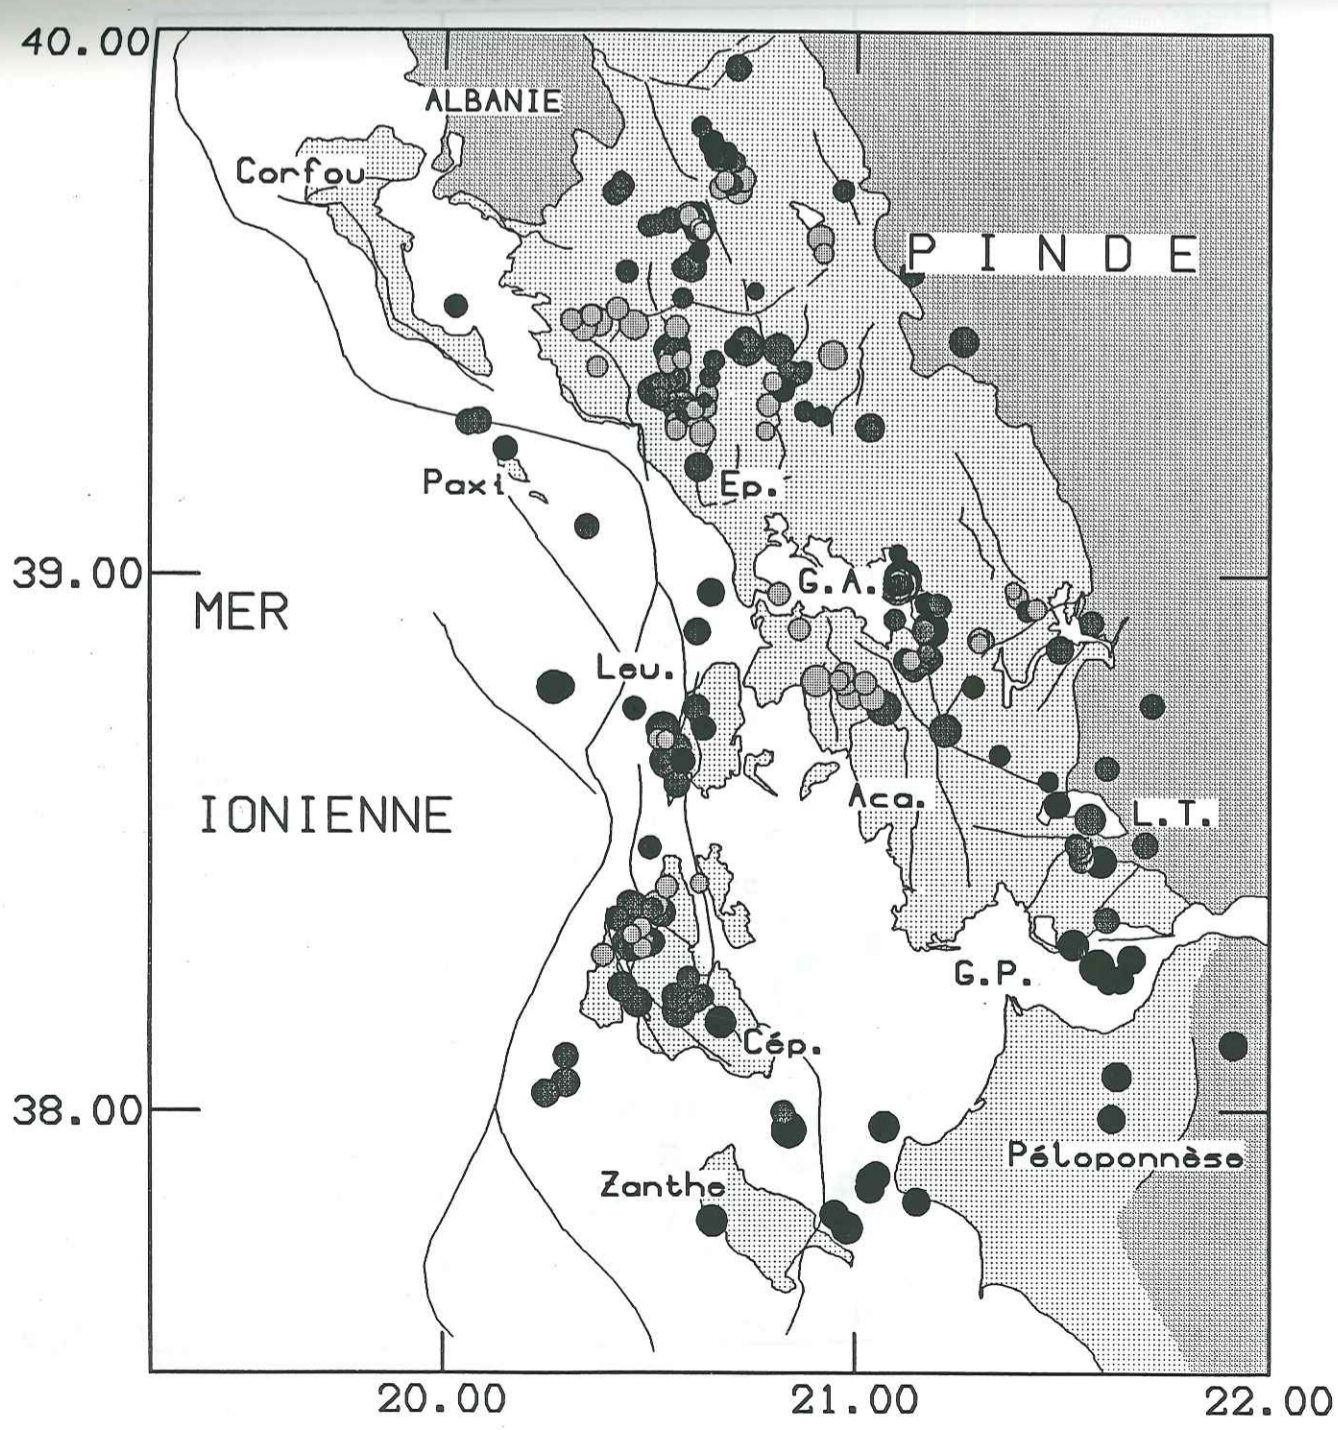 40.00
ALBANIE
Corfou
PINDE
Paxi
Ep.
39.00
G.A.
MER
Leu.
IONIENNE
Aca.
L.T.
G.P.
Cép.
38.00
Péloponnèse
Zanthe
20.00
21.00
22.00